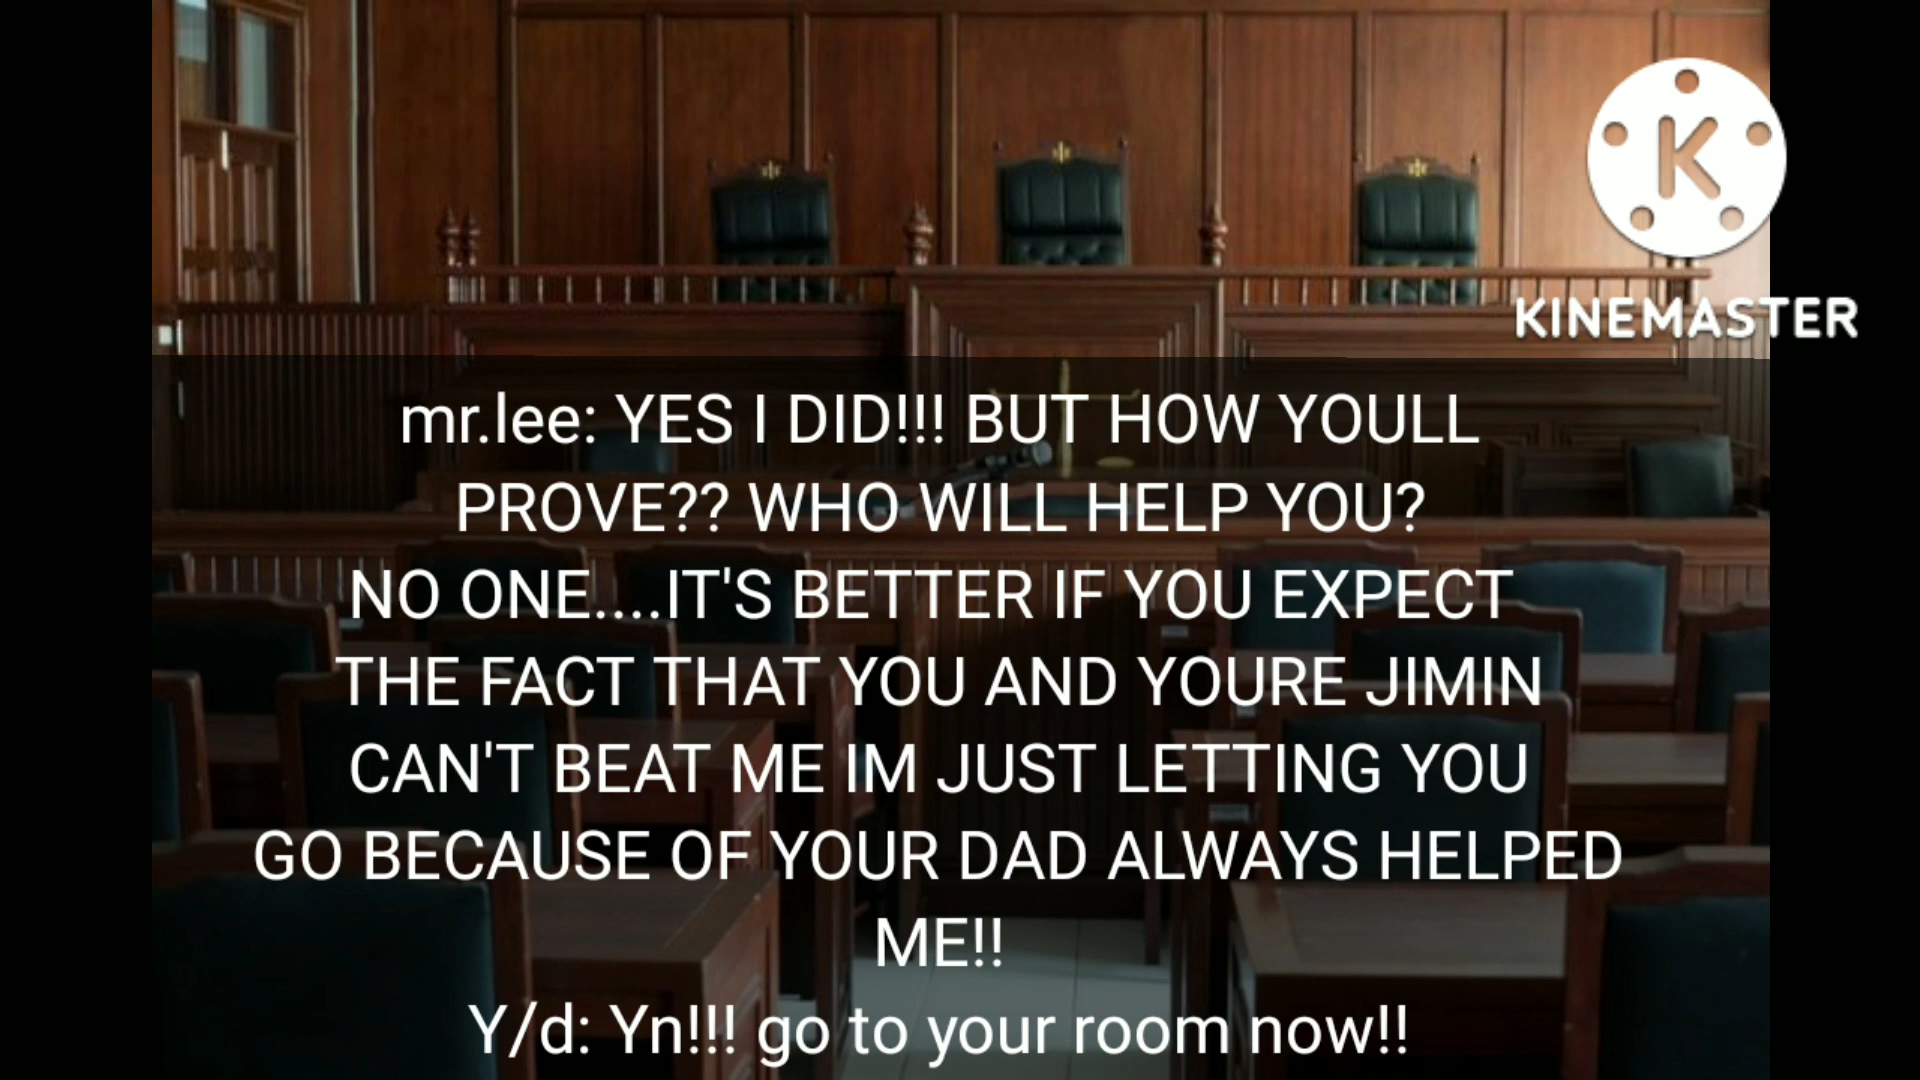 K
KINEMASTER
mr.lee: YES I DID!!! BUT HOW YOULL
PROVE?? WHO WILL HELP YOU?
NO ONE....IT'S BETTER IF YOU EXPECT
THE FACT THAT YOU AND YOURE JIMIN
CAN'T BEAT ME IM JUST LETTING YOU
GO BECAUSE OF YOUR DAD ALWAYS HELPED
ME!!
Y/d: Yn!!! go to your room now!!